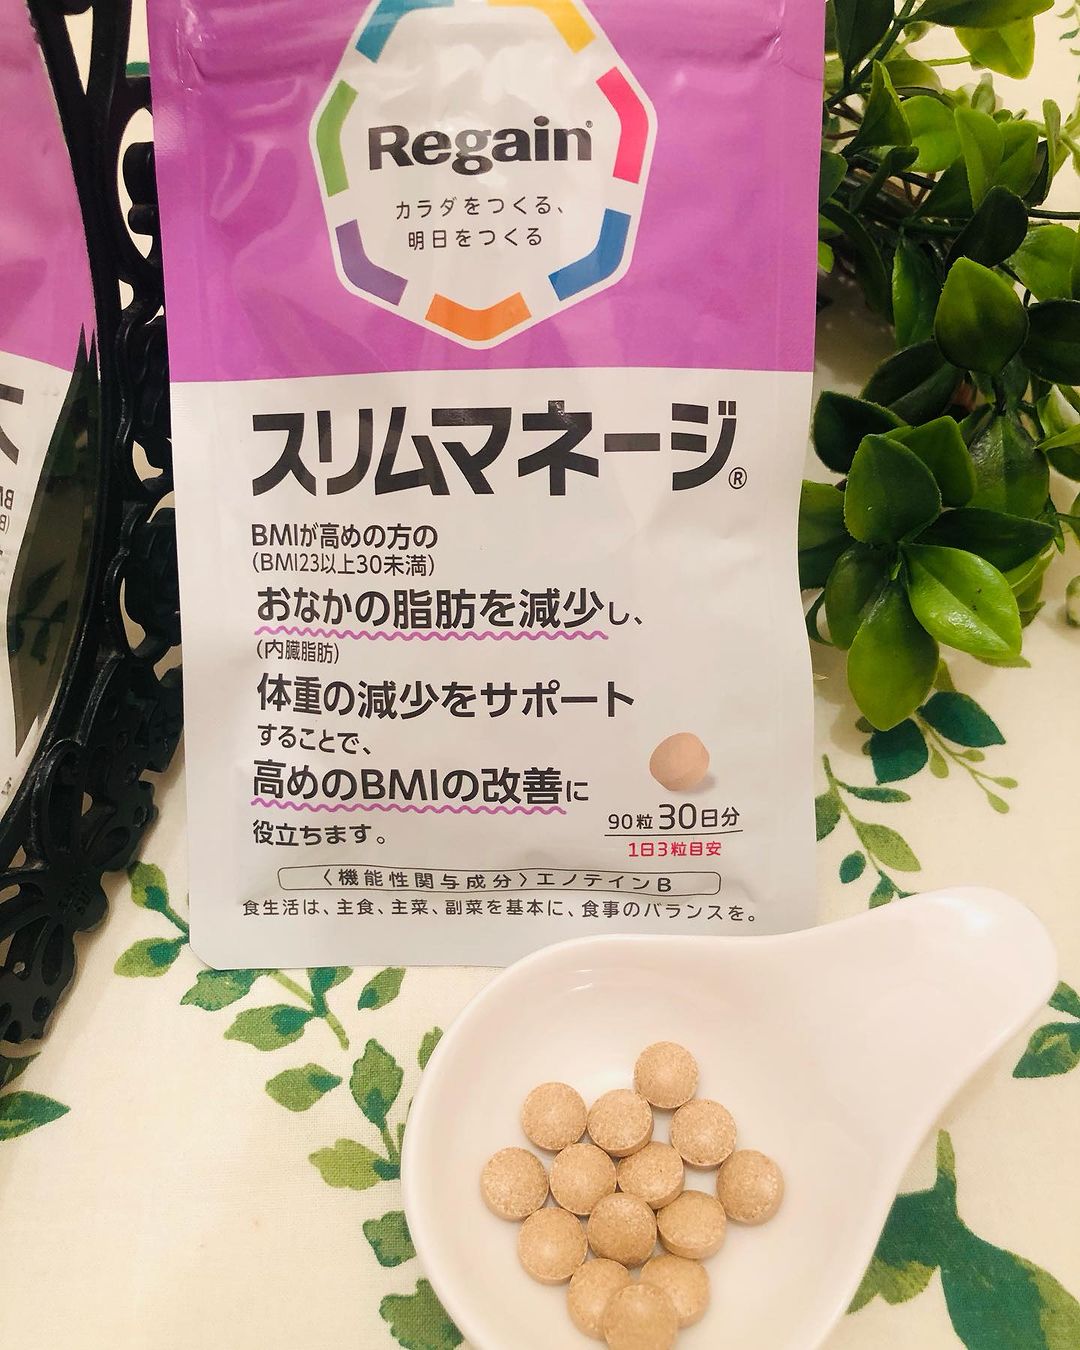 Regain®
カラダをつくる、
明日をつくる
スリムマネージ®
BMIが高めの方の
(BMI23以上30未満)
おなかの脂肪を減少し、
(内臓脂肪)
体重の減少をサポート
することで、
高めのBMIの改善に
役立ちます。
90粒30日分
1日3粒目安
〈機能性関与成分〉エノテインB
食生活は、主食、主菜、副菜を基本に、食事のバランスを。